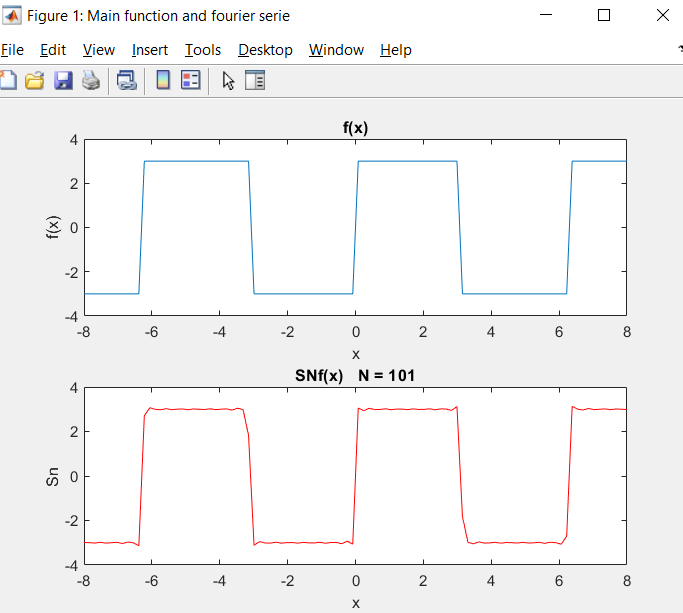 Figure 1: Main function and fourier serie
File Edit View Insert Tools Desktop Window Help
f(x)
4
2
0
-2
-4
f(x)
-8 -6 -4 -2 0 2 4 6 8
x
SNf(x) N = 101
4
2
0
-2
-4
Sn
-8 -6 -4 -2 0 2 4 6 8
x